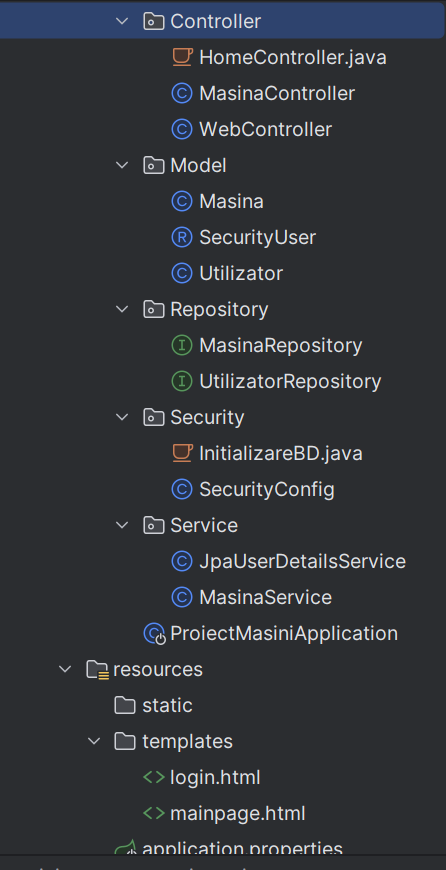 Controller
HomeController.java
MasinaController
WebController
Model
Masina
SecurityUser
Utilizator
Repository
MasinaRepository
UtilizatorRepository
Security
InitializareBD.java
SecurityConfig
Service
JpaUserDetailsService
MasinaService
ProiectMasiniApplication
resources
static
templates
login.html
mainpage.html
application.properties